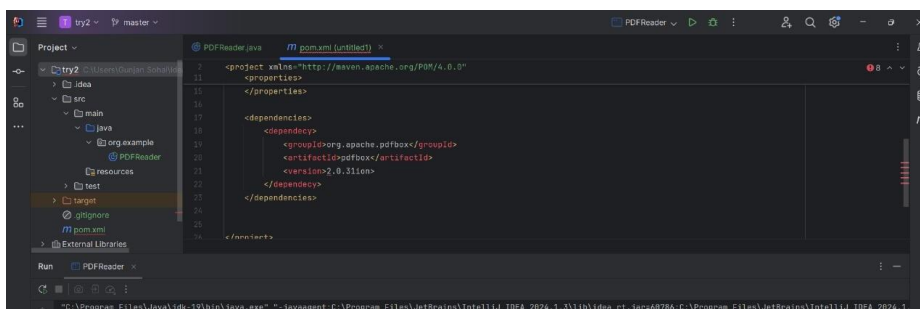 try2 master PDFReader
Project
PDFReader.java pom.xml (untitled1)
try2
.idea
src
main
java
org.example
PDFReader
resources
test
target
.gitignore
pom.xml
External Libraries
<project xmlns="http://maven.apache.org/POM/4.0.0"
11 <properties>
15 </properties>
16
17 <dependencies>
18 <dependecy>
19 <groupId>org.apache.pdfbox</groupId>
20 <artifactId>pdfbox</artifactId>
21 <version>2.0.31ion>
22 </dependecy>
23 </dependencies>
24
25
</project>
8
Run PDFReader
"C:\Program Files\Java\jdk-19\bin\java.exe" "-javaagent:C:\Program Files\JetBrains\IntelliJ IDEA 2024.1.3\lib\idea_rt.jar=60786:C:\Program Files\JetBrains\IntelliJ IDEA 2024.1.